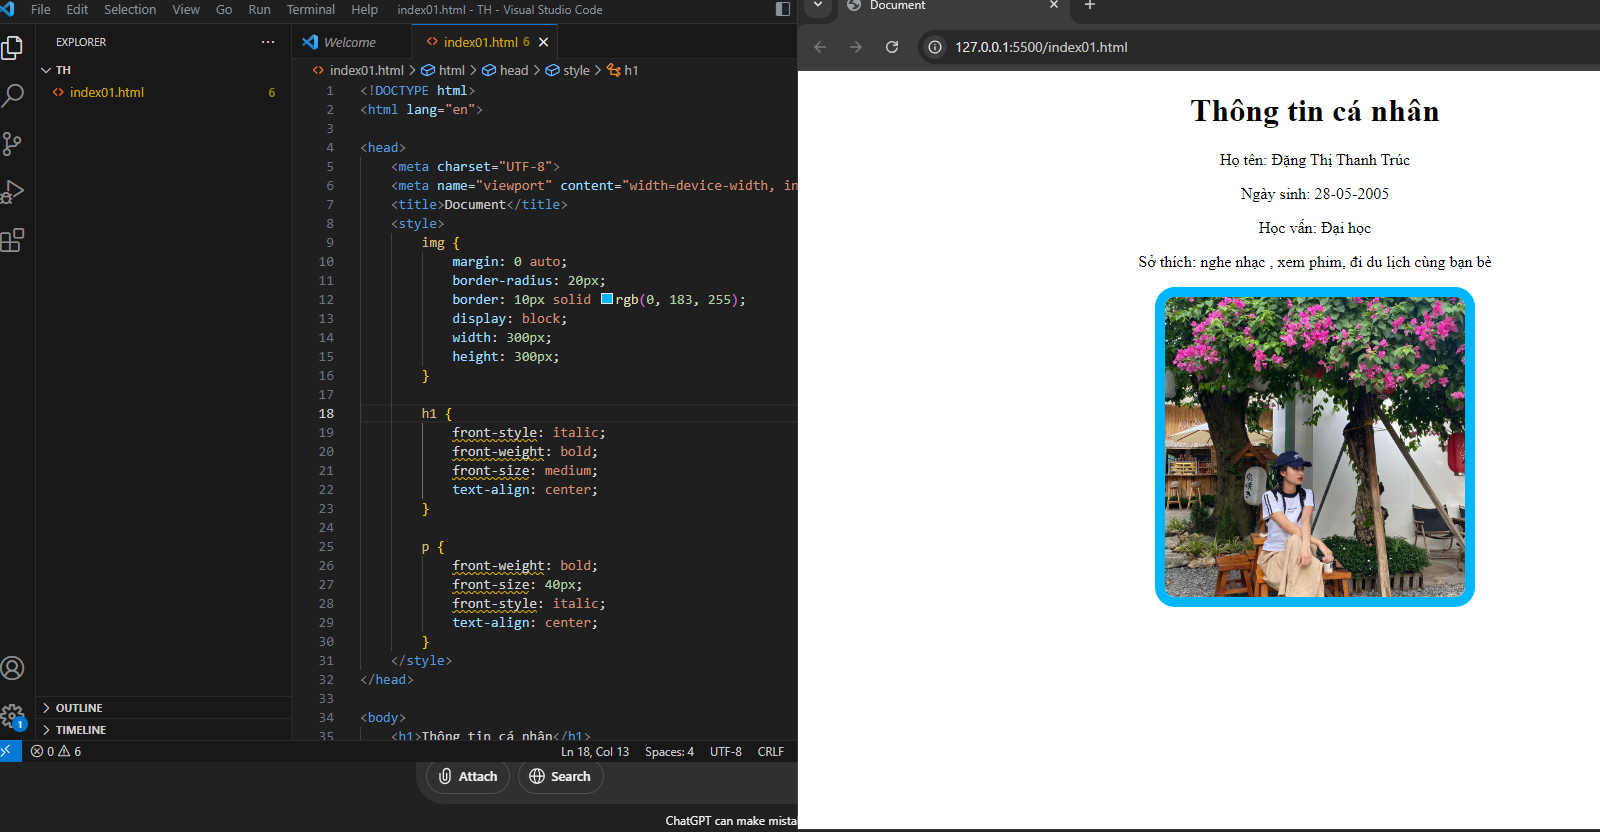 File Edit Selection View Go Run Terminal Help index01.html - TH - Visual Studio Code
EXPLORER ···
TH
index01.html 6
OUTLINE
TIMELINE
1
Welcome
index01.html 6
index01.html > html > head > style > h1
1 <!DOCTYPE html>
2 <html lang="en">
3
4 <head>
5 <meta charset="UTF-8">
6 <meta name="viewport" content="width=device-width, in
7 <title>Document</title>
8 <style>
9 img {
10 margin: 0 auto;
11 border-radius: 20px;
12 border: 10px solid rgb(0, 183, 255);
13 display: block;
14 width: 300px;
15 height: 300px;
16 }
17
18 h1 {
19 front-style: italic;
20 front-weight: bold;
21 front-size: medium;
22 text-align: center;
23 }
24
25 p {
26 front-weight: bold;
27 front-size: 40px;
28 front-style: italic;
29 text-align: center;
30 }
31 </style>
32 </head>
33
34 <body>
35 <h1>Thông tin cá nhân</h1>
0 6 Ln 18, Col 13 Spaces: 4 UTF-8 CRLF
Attach Search
ChatGPT can make mista
Document
127.0.0.1:5500/index01.html
Thông tin cá nhân
Họ tên: Đặng Thị Thanh Trúc
Ngày sinh: 28-05-2005
Học vấn: Đại học
Sở thích: nghe nhạc , xem phim, đi du lịch cùng bạn bè